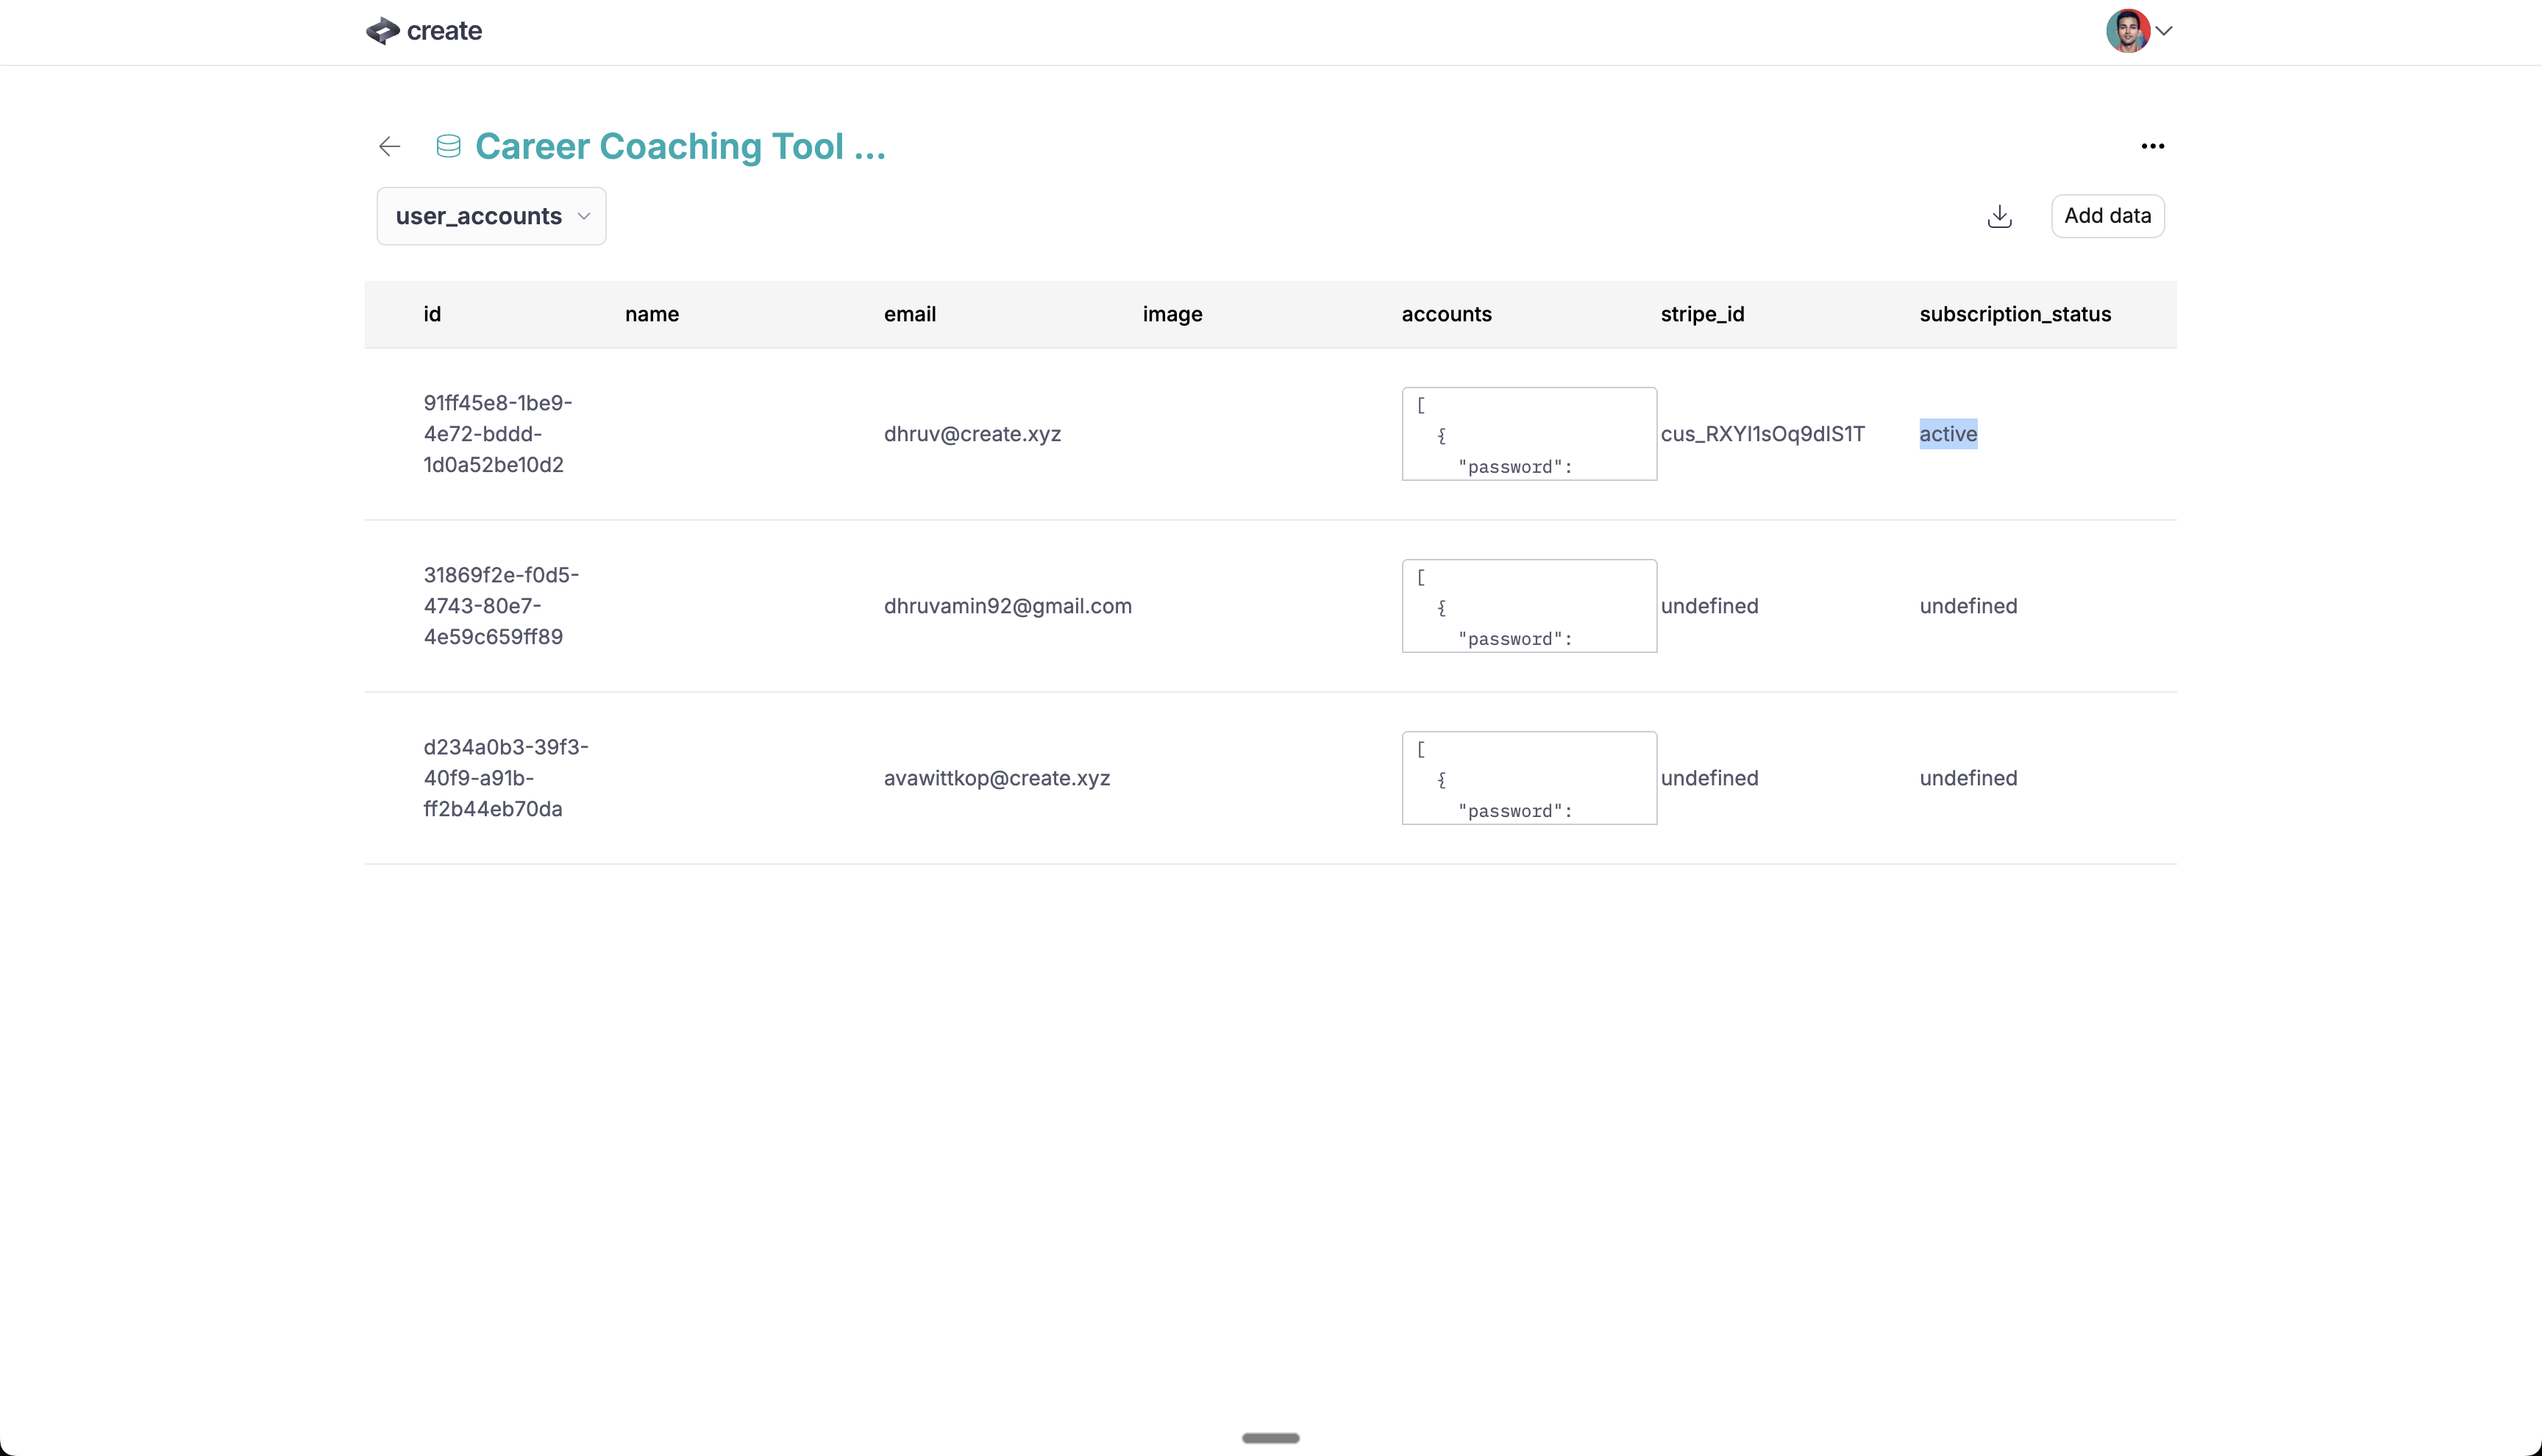 create
Career Coaching Tool ...
user_accounts
Add data
id name email image accounts stripe_id subscription_status
91ff45e8-1be9-
4e72-bddd-
1d0a52be10d2
dhruv@create.xyz
[
{
"password":
cus_RXYI1sOq9dIS1T
active
31869f2e-f0d5-
4743-80e7-
4e59c659ff89
dhruvamin92@gmail.com
[
{
"password":
undefined
undefined
d234a0b3-39f3-
40f9-a91b-
ff2b44eb70da
avawittkop@create.xyz
[
{
"password":
undefined
undefined